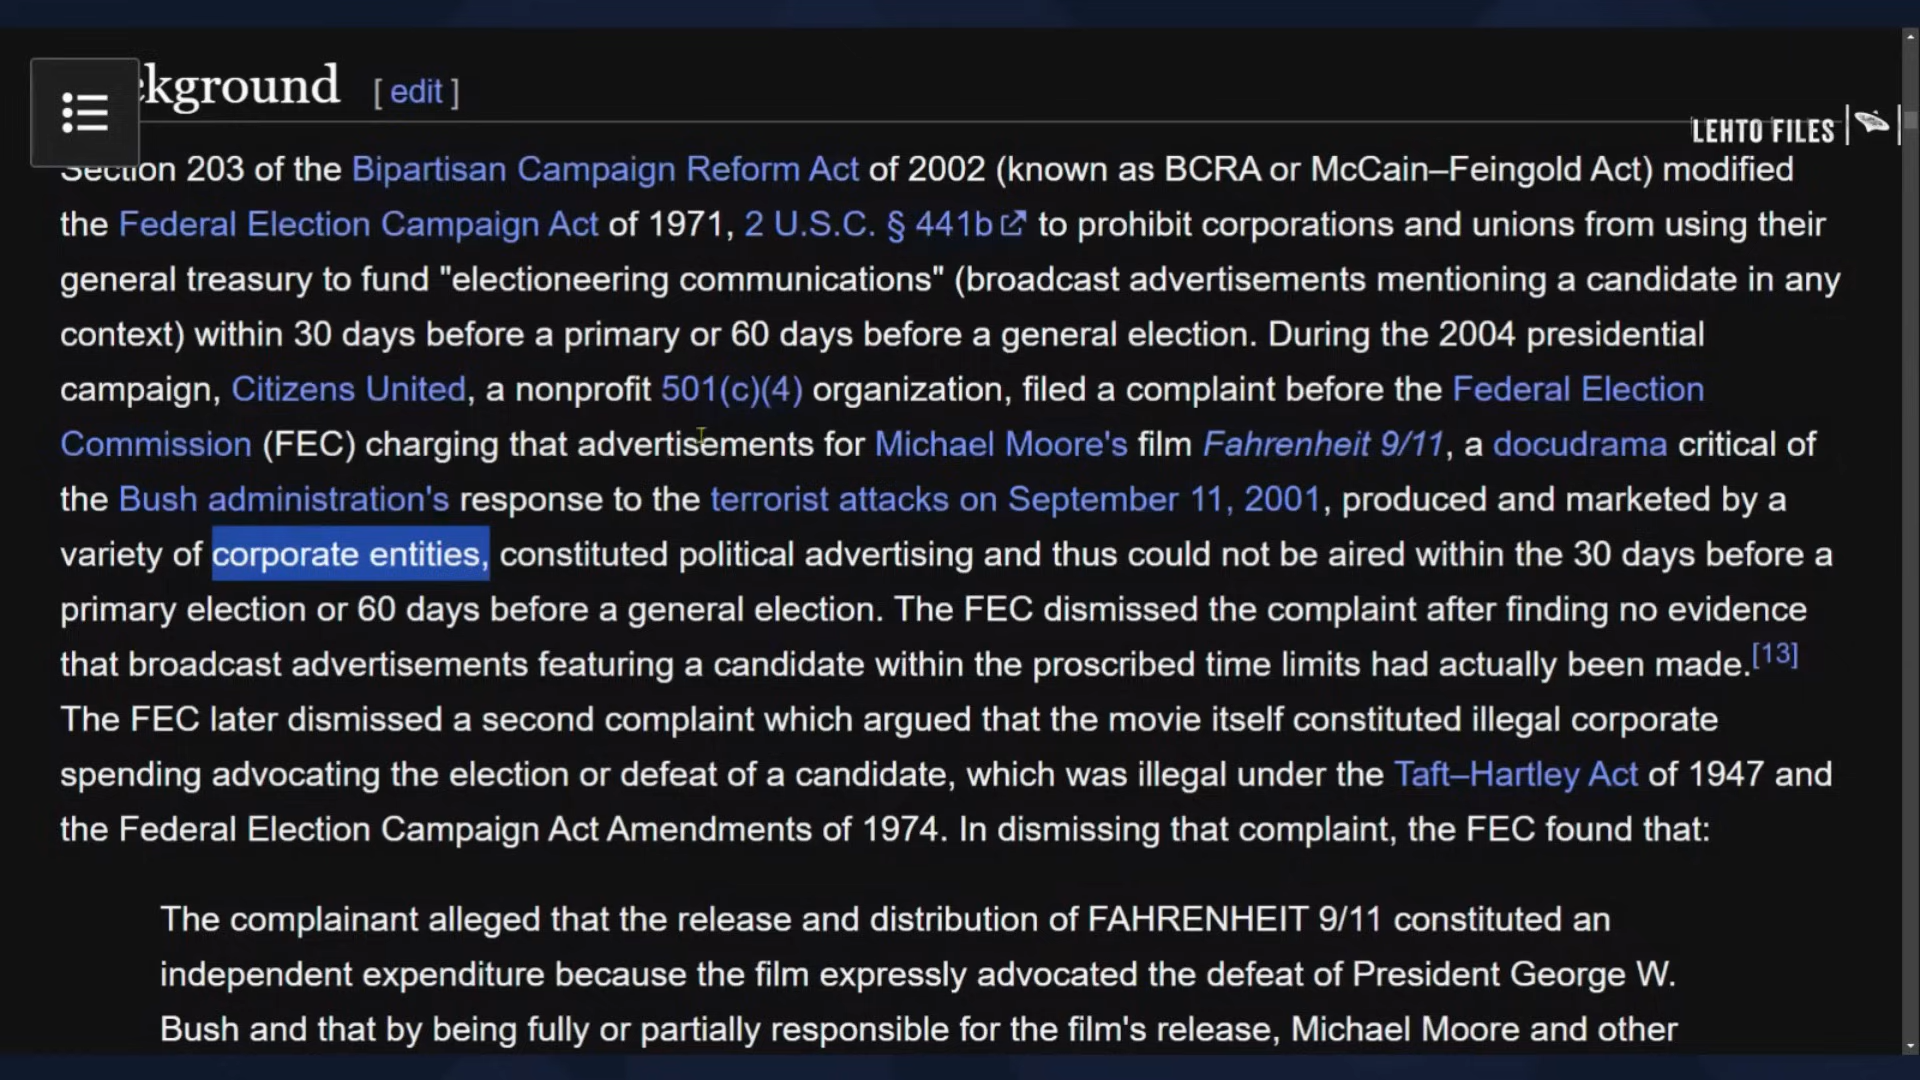 ckground [ edit ]
LEHTO FILES
Section 203 of the Bipartisan Campaign Reform Act of 2002 (known as BCRA or McCain–Feingold Act) modified
the Federal Election Campaign Act of 1971, 2 U.S.C. § 441b to prohibit corporations and unions from using their
general treasury to fund "electioneering communications" (broadcast advertisements mentioning a candidate in any
context) within 30 days before a primary or 60 days before a general election. During the 2004 presidential
campaign, Citizens United, a nonprofit 501(c)(4) organization, filed a complaint before the Federal Election
Commission (FEC) charging that advertisements for Michael Moore's film Fahrenheit 9/11, a docudrama critical of
the Bush administration's response to the terrorist attacks on September 11, 2001, produced and marketed by a
variety of corporate entities, constituted political advertising and thus could not be aired within the 30 days before a
primary election or 60 days before a general election. The FEC dismissed the complaint after finding no evidence
that broadcast advertisements featuring a candidate within the proscribed time limits had actually been made.[13]
The FEC later dismissed a second complaint which argued that the movie itself constituted illegal corporate
spending advocating the election or defeat of a candidate, which was illegal under the Taft–Hartley Act of 1947 and
the Federal Election Campaign Act Amendments of 1974. In dismissing that complaint, the FEC found that:
The complainant alleged that the release and distribution of FAHRENHEIT 9/11 constituted an
independent expenditure because the film expressly advocated the defeat of President George W.
Bush and that by being fully or partially responsible for the film's release, Michael Moore and other